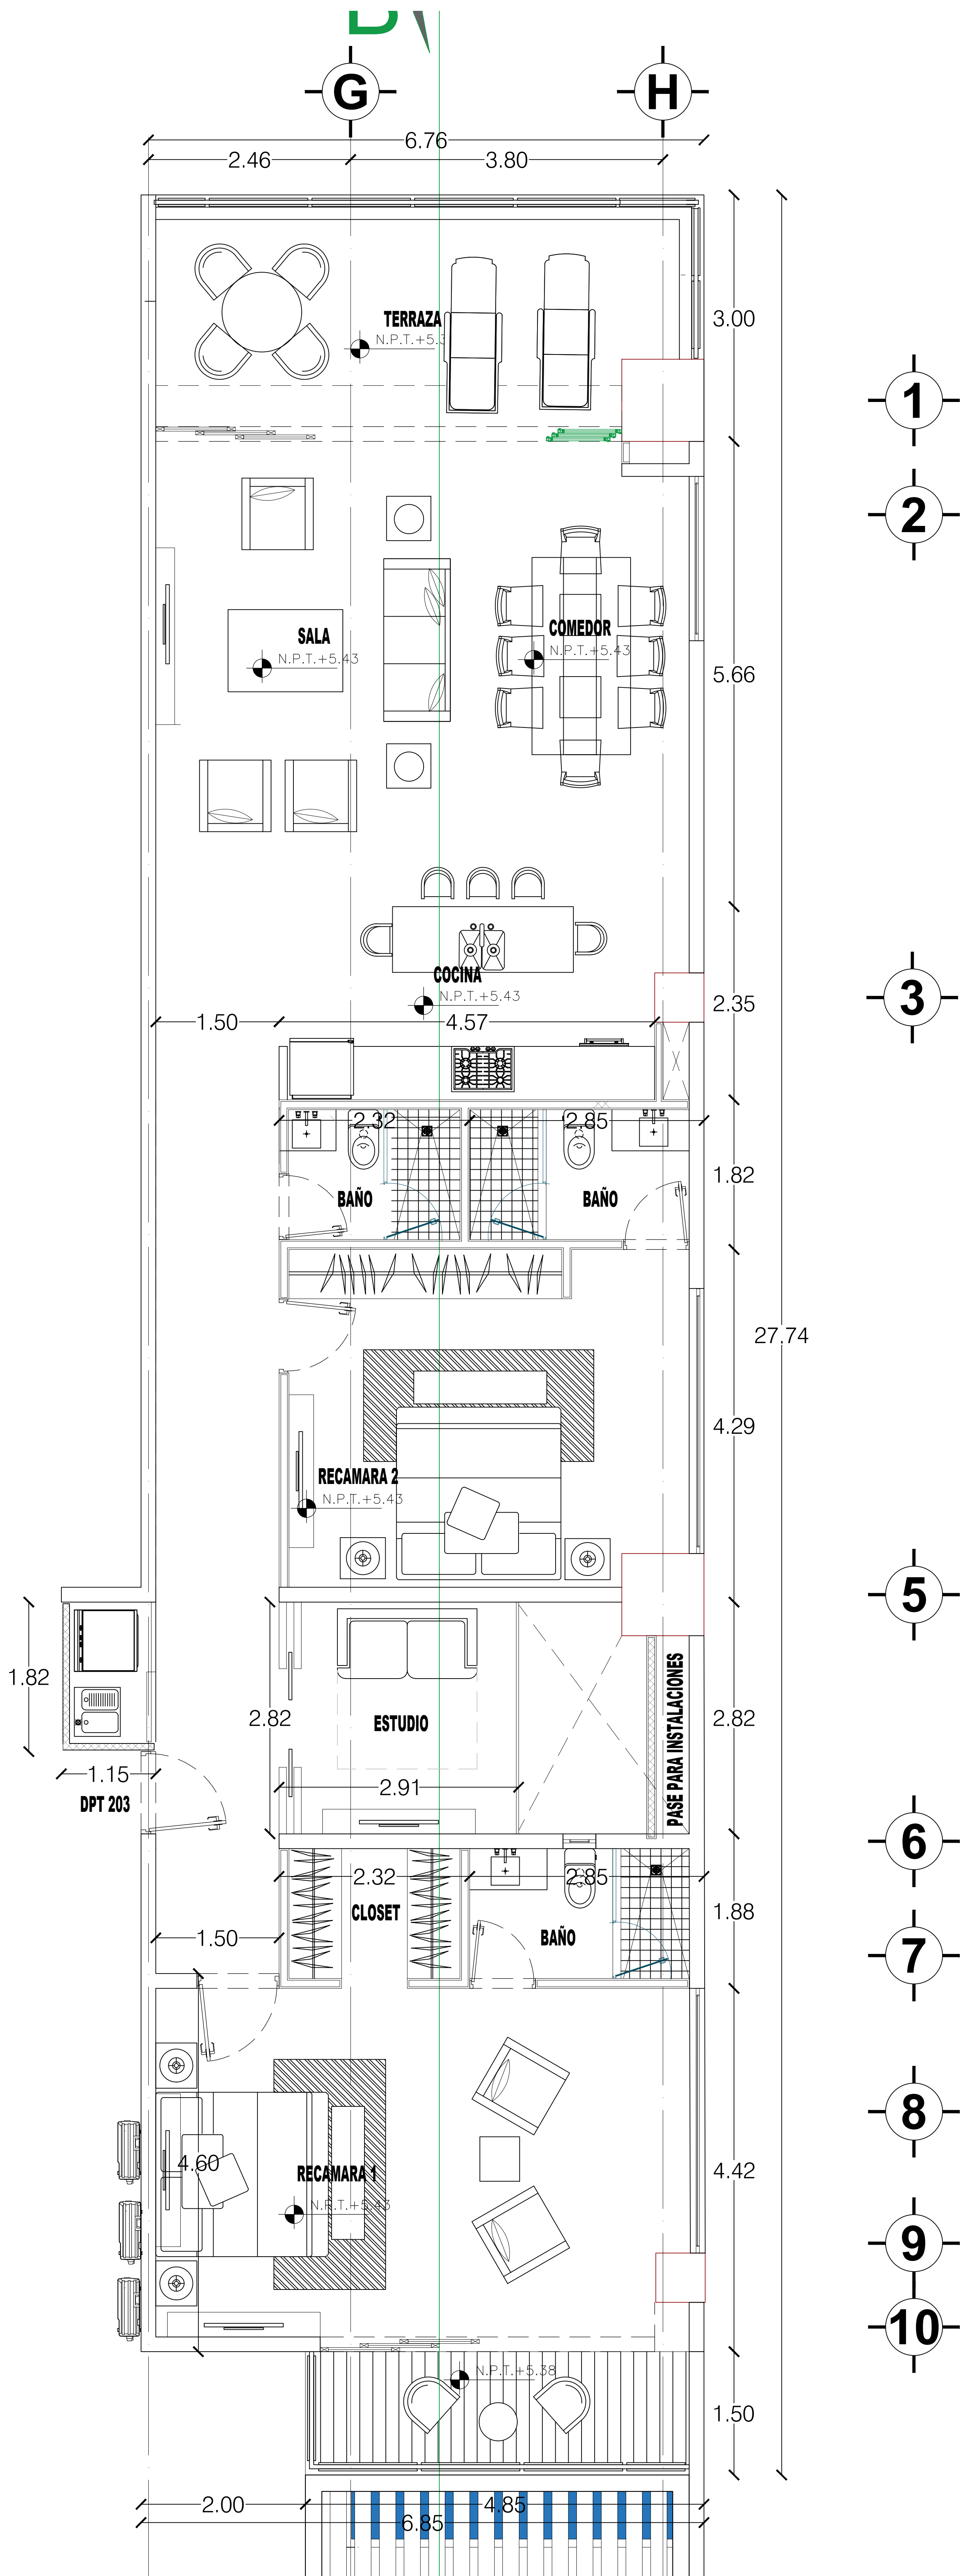 G
H
6.76
2.46
3.80
TERRAZA
N.P.T.+5.3
3.00
1
2
SALA
N.P.T.+5.43
COMEDOR
N.P.T.+5.43
5.66
COCINA
N.P.T.+5.43
3
2.35
1.50
4.57
2.32
2.85
BAÑO
BAÑO
1.82
27.74
4.29
RECAMARA 2
N.P.T.+5.43
5
1.82
2.82
ESTUDIO
PASE PARA INSTALACIONES
2.82
1.15
2.91
DPT 203
6
2.32
2.85
CLOSET
1.88
BAÑO
1.50
7
8
4.60
RECAMARA 1
N.P.T.+5.43
4.42
9
10
N.P.T.+5.38
1.50
2.00
4.85
6.85